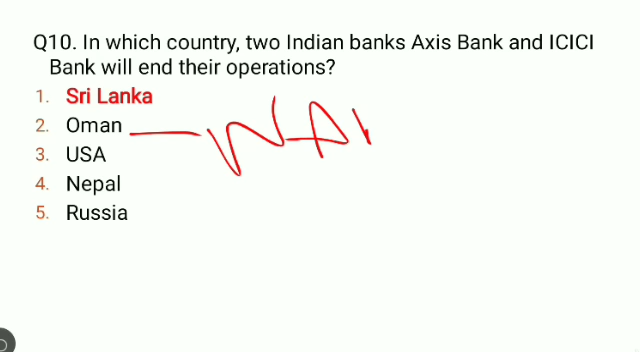 Q10. In which country, two Indian banks Axis Bank and ICICI
Bank will end their operations?
1. Sri Lanka
2. Oman
3. USA
4. Nepal
5. Russia